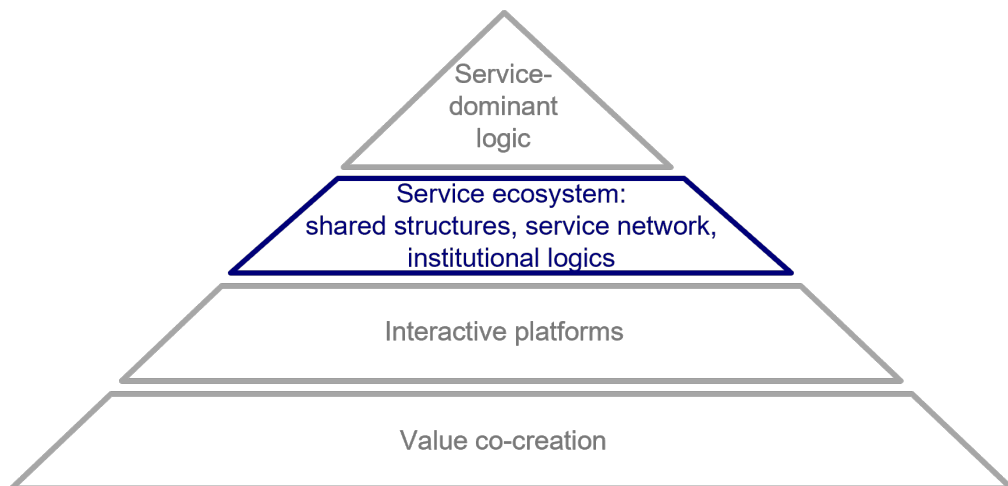 Service-
dominant
logic
Service ecosystem:
shared structures, service network,
institutional logics
Interactive platforms
Value co-creation